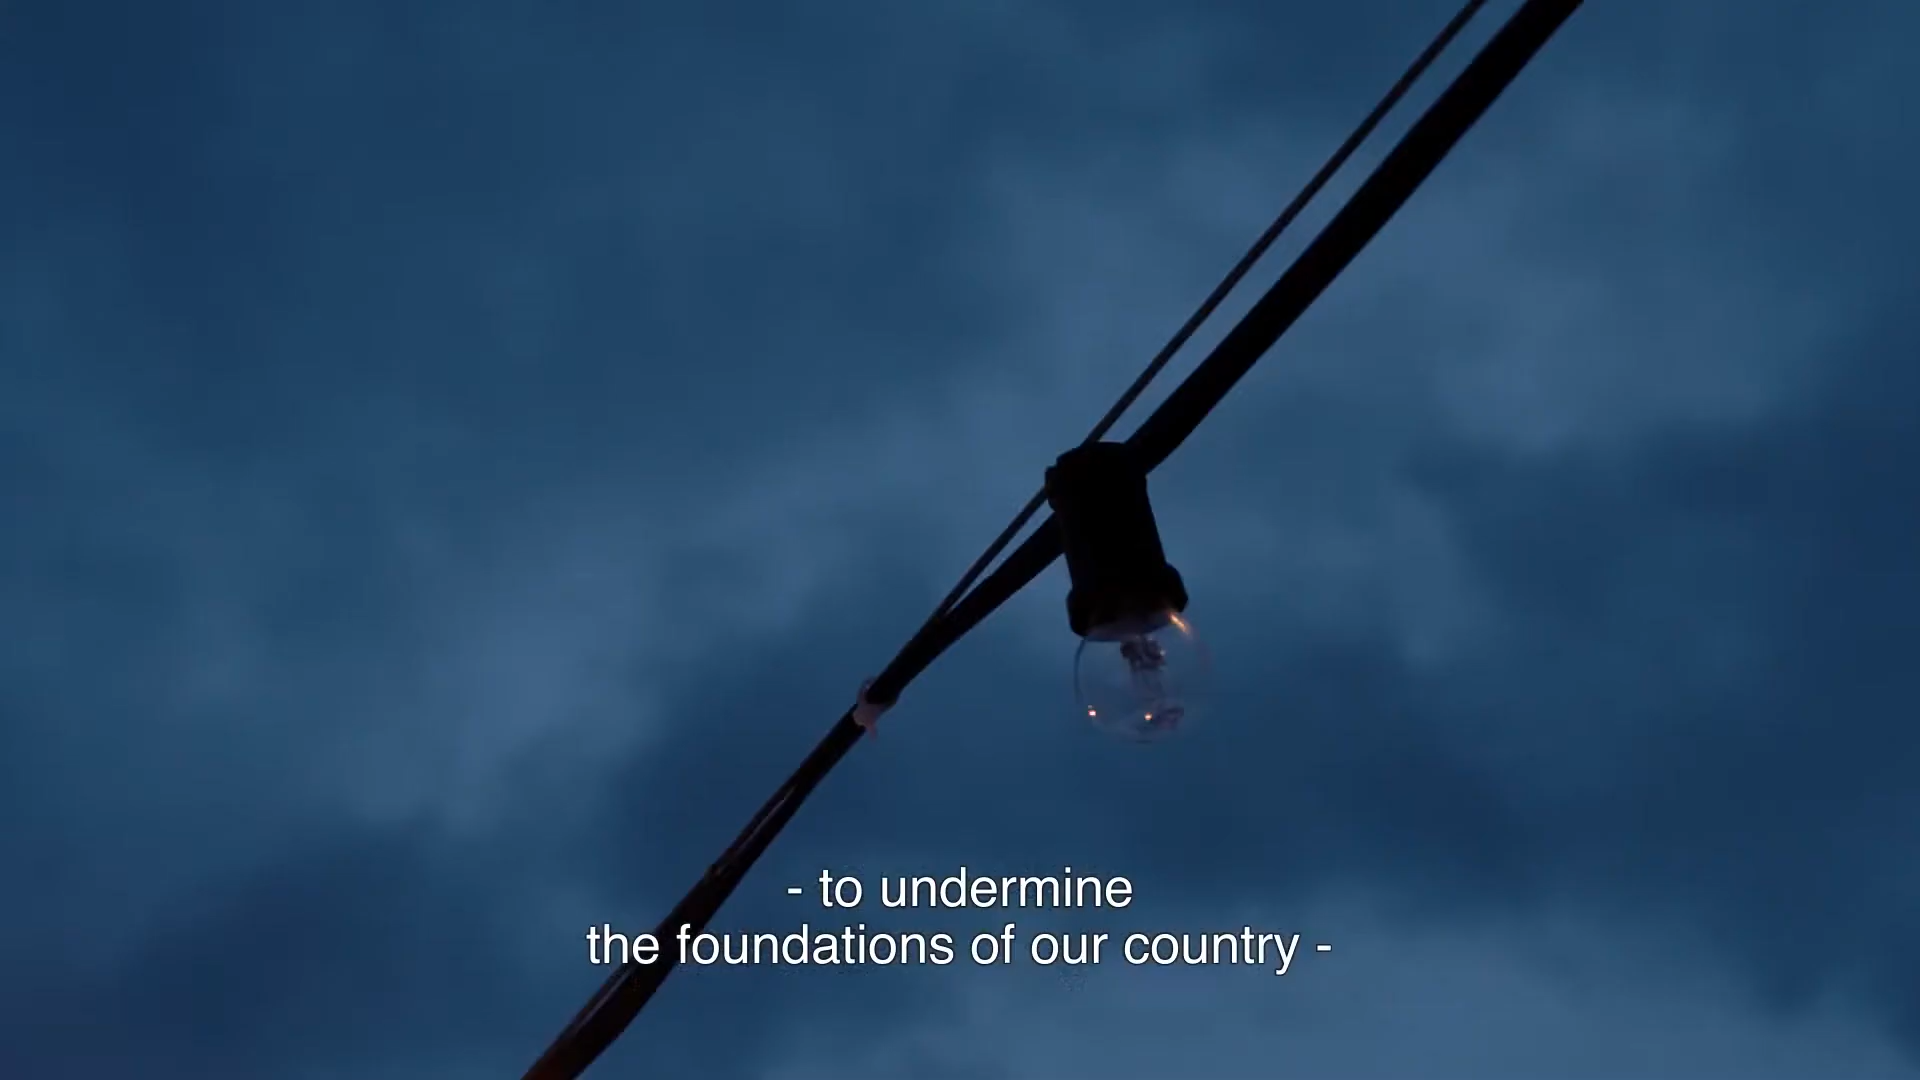 - to undermine
the foundations of our country -